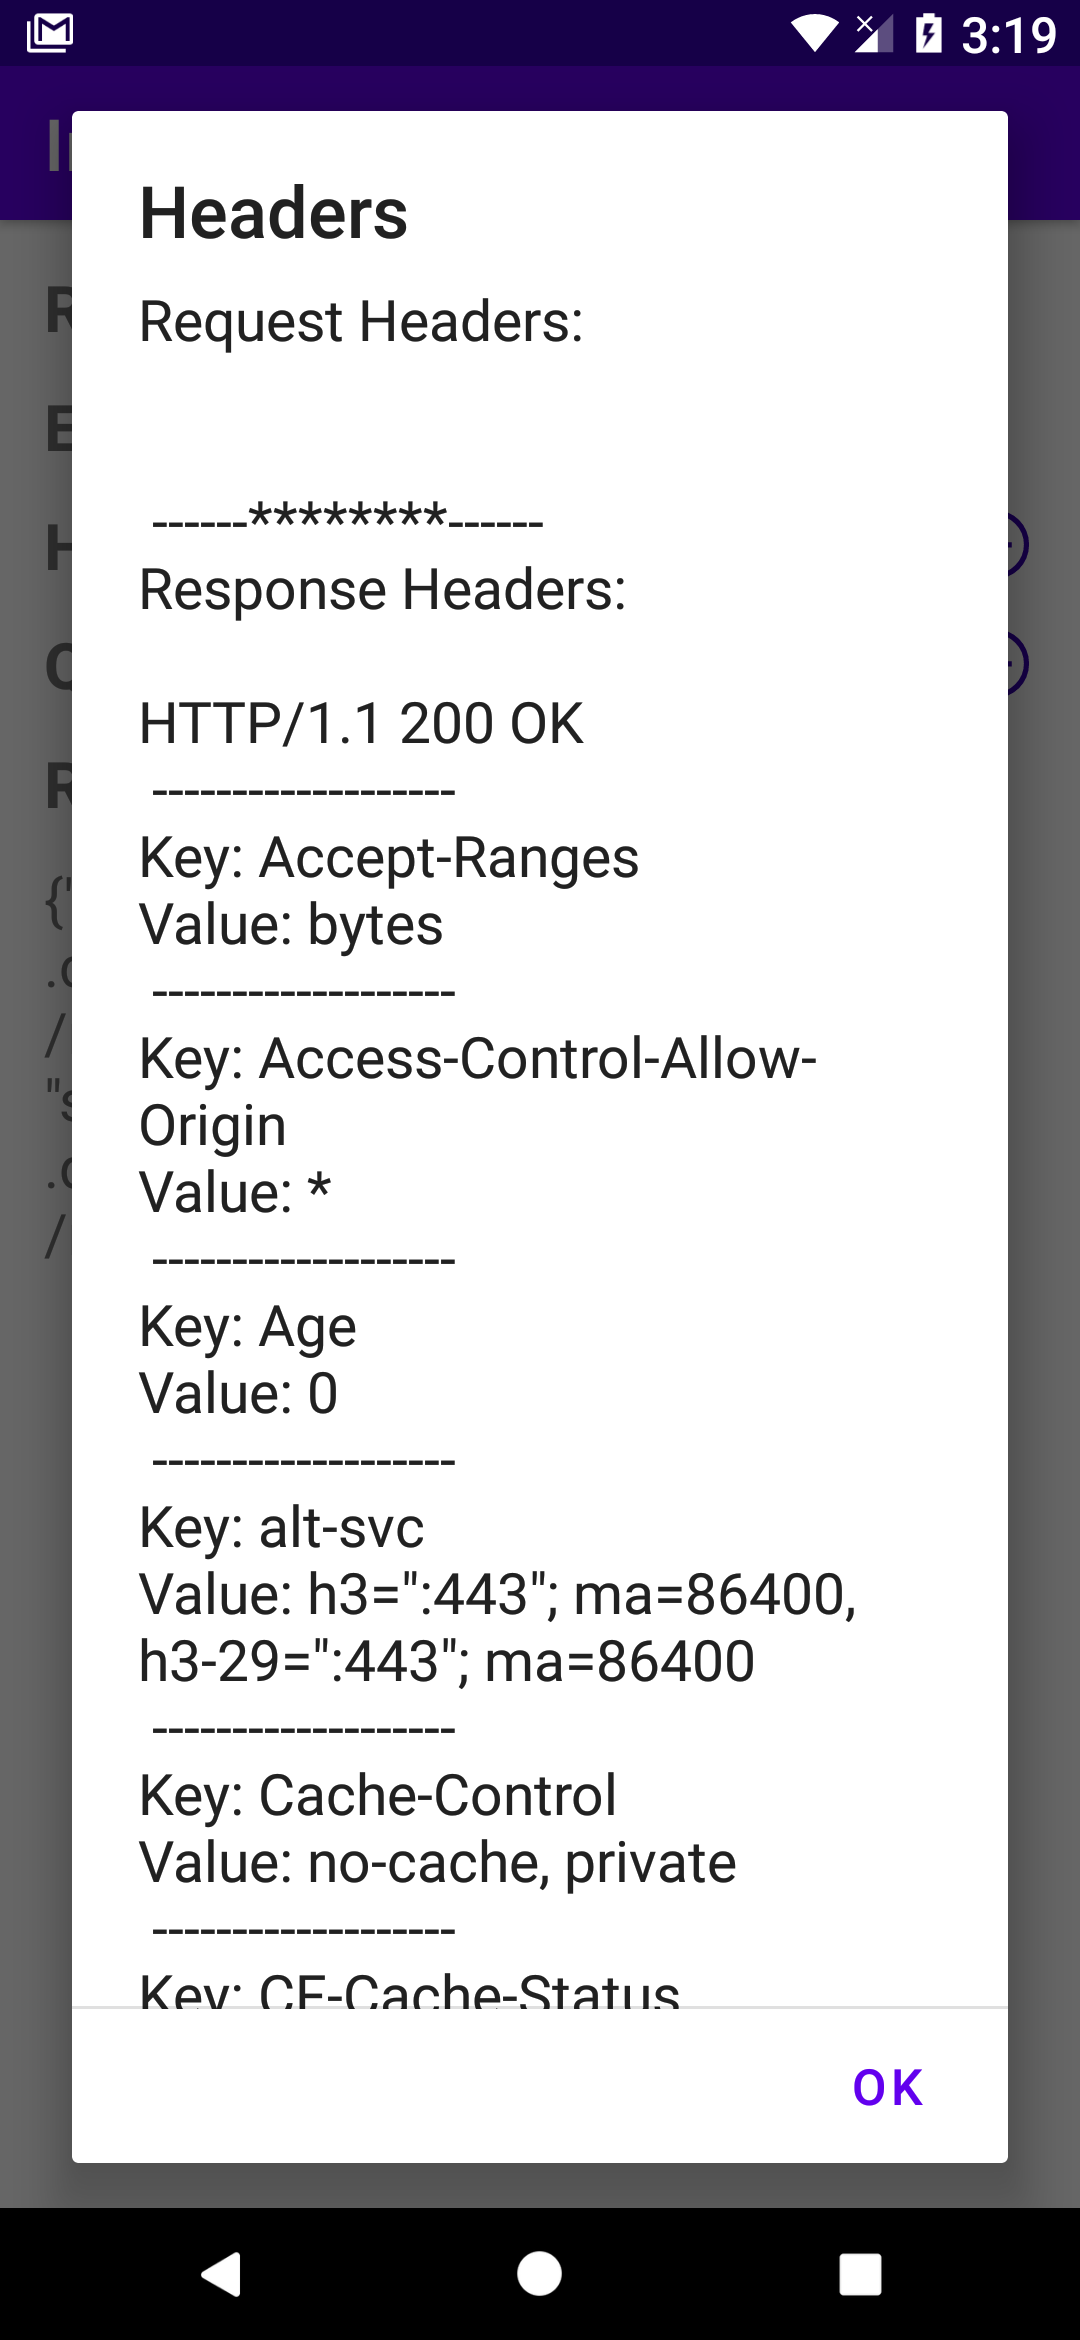 3:19
Headers
Request Headers:
------********------
Response Headers:
HTTP/1.1 200 OK
-------------------
Key: Accept-Ranges
Value: bytes
-------------------
Key: Access-Control-Allow-
Origin
Value: *
-------------------
Key: Age
Value: 0
-------------------
Key: alt-svc
Value: h3=":443"; ma=86400,
h3-29=":443"; ma=86400
-------------------
Key: Cache-Control
Value: no-cache, private
-------------------
Key: CF-Cache-Status
OK